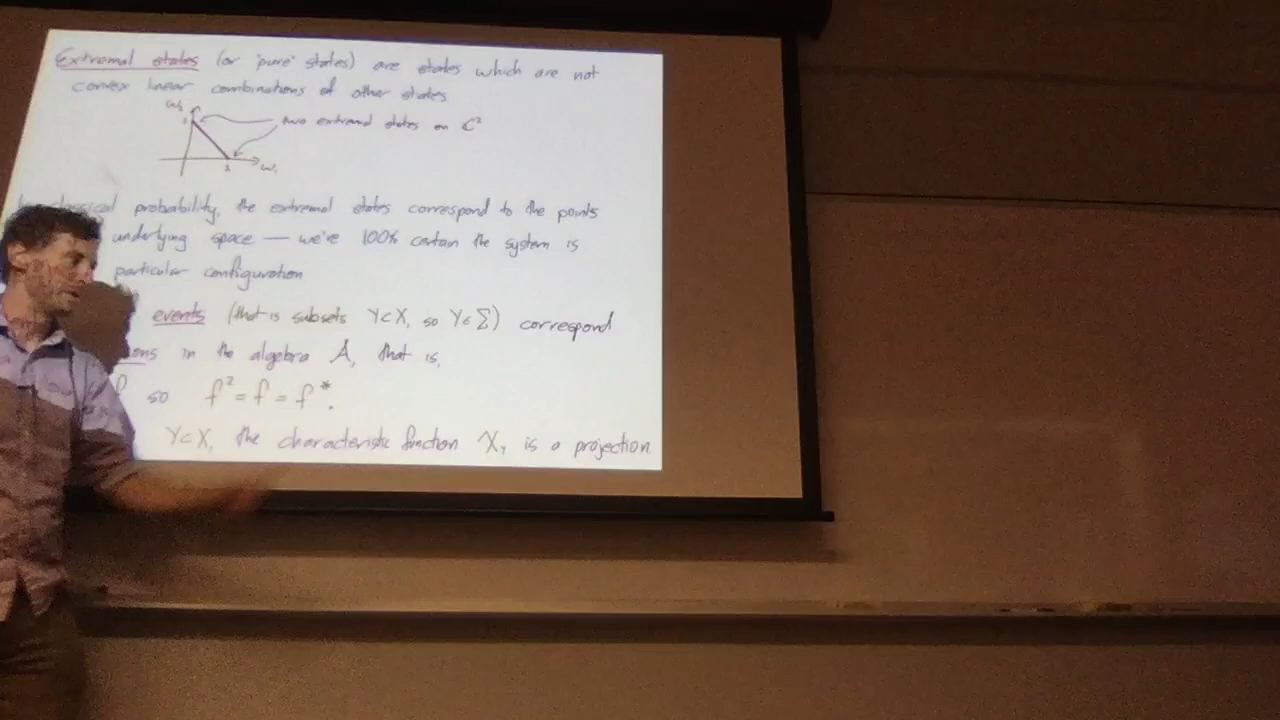 Extremal states (or 'pure' states) are states which are not
convex linear combinations of other states
ω₂
two extremal states on ℂ²
1
ω₁
probability, the extremal states correspond to the points
underlying space — we're 100% certain the system is
particular configuration
events (that is subsets Y⊂X, so Y∈Σ) correspond
in the algebra A, that is,
so f² = f = f*.
Y⊂X, the characteristic function χ_Y is a projection